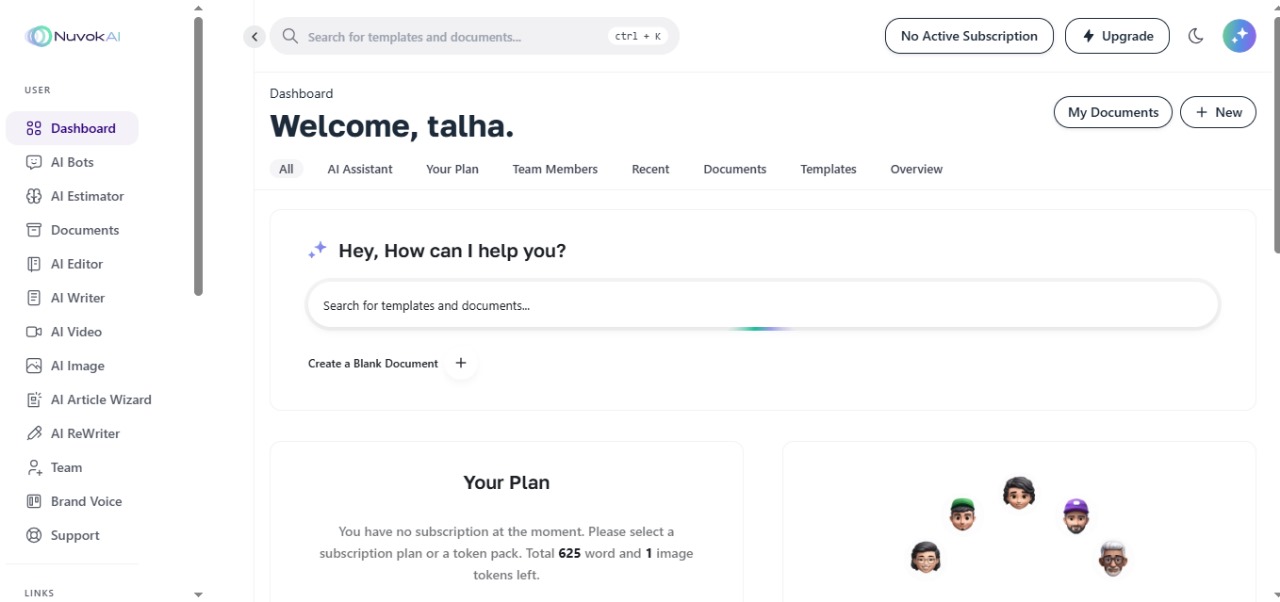 NuvokAI
USER
Dashboard
AI Bots
AI Estimator
Documents
AI Editor
AI Writer
AI Video
AI Image
AI Article Wizard
AI ReWriter
Team
Brand Voice
Support
LINKS
Search for templates and documents...
ctrl + K
No Active Subscription
Upgrade
Dashboard
Welcome, talha.
My Documents
+ New
All
AI Assistant
Your Plan
Team Members
Recent
Documents
Templates
Overview
Hey, How can I help you?
Search for templates and documents...
Create a Blank Document +
Your Plan
You have no subscription at the moment. Please select a
subscription plan or a token pack. Total 625 word and 1 image
tokens left.